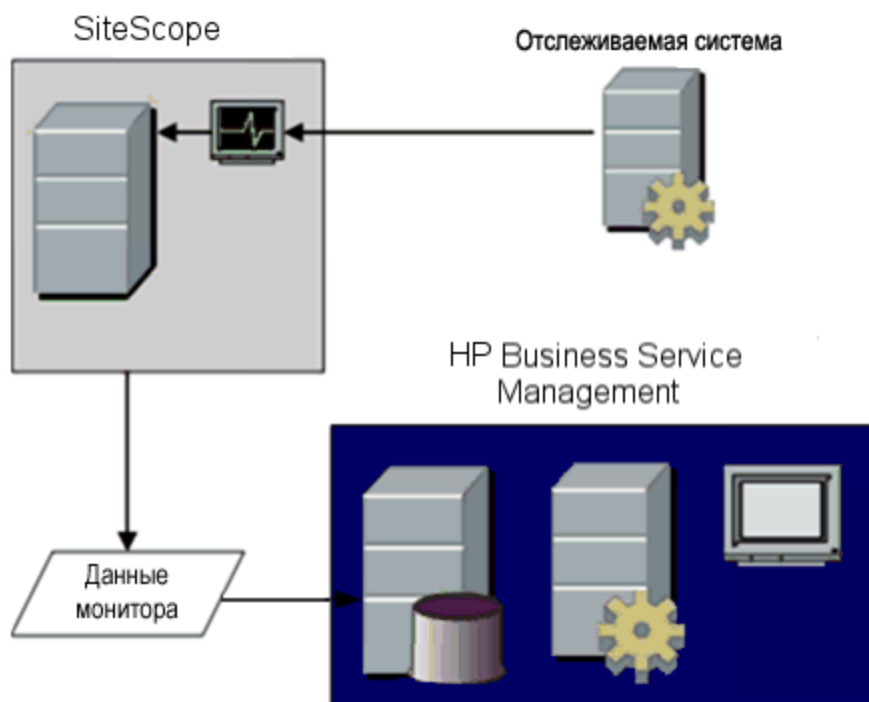 SiteScope
Отслеживаемая система
HP Business Service
Management
Данные
монитора